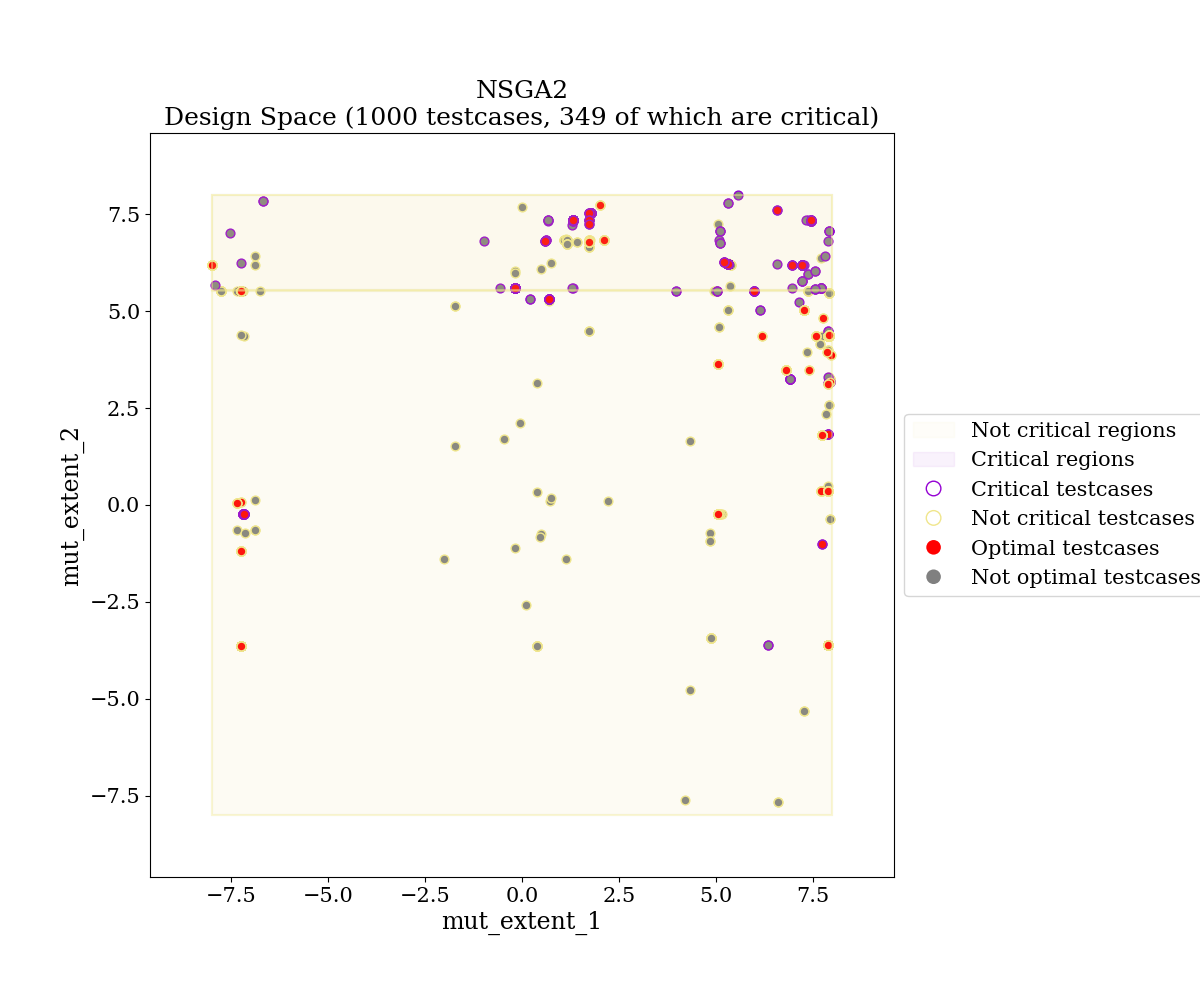 NSGA2
Design Space (1000 testcases, 349 of which are critical)
7.5
5.0
2.5
0.0
−2.5
−5.0
−7.5
mut_extent_2
−7.5
−5.0
−2.5
0.0
2.5
5.0
7.5
mut_extent_1
Not critical regions
Critical regions
Critical testcases
Not critical testcases
Optimal testcases
Not optimal testcases